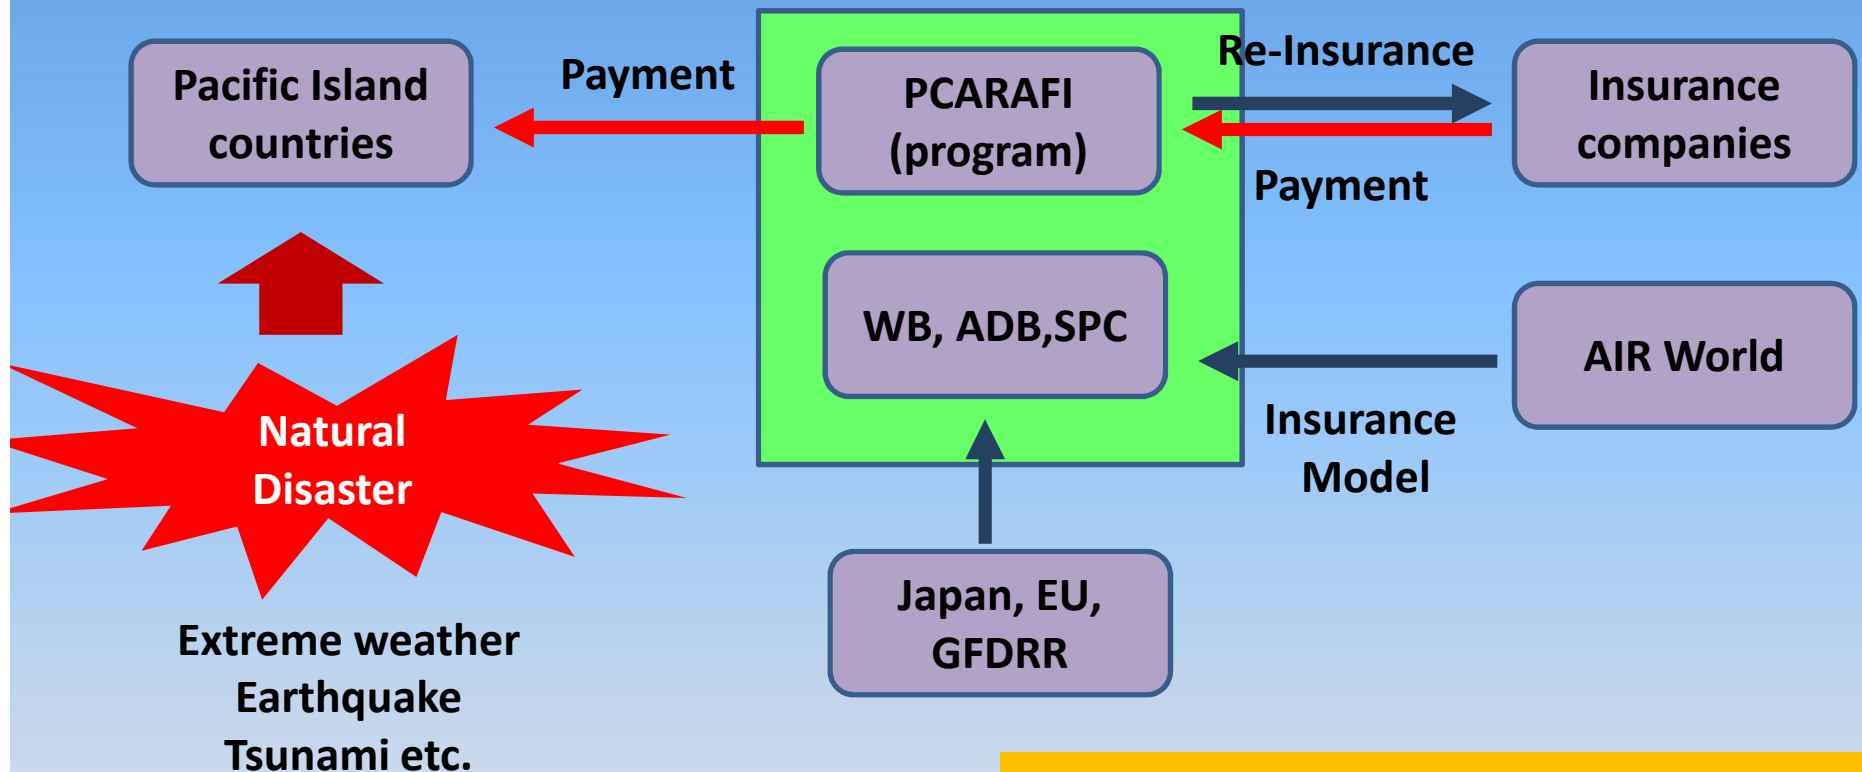 Pacific Island
countries
Payment
PCARAFI
(program)
Re-Insurance
Payment
Insurance
companies
WB, ADB,SPC
AIR World
Insurance
Model
Natural
Disaster
Japan, EU,
GFDRR
Extreme weather
Earthquake
Tsunami etc.